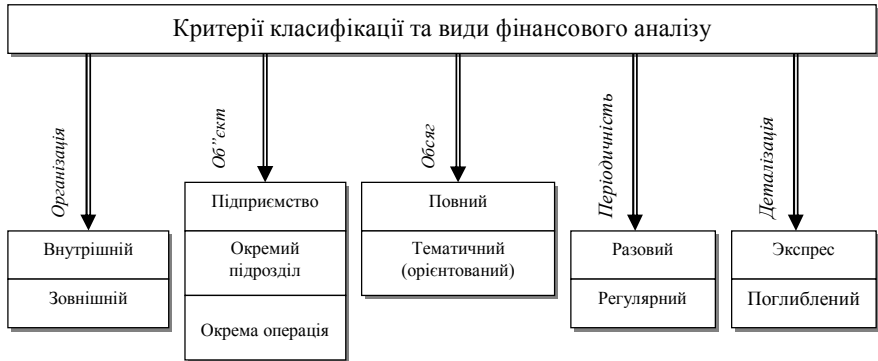 Критерії класифікації та види фінансового аналізу
Організація
Внутрішній
Зовнішній
Об”єкт
Підприємство
Окремий
підрозділ
Окрема операція
Обсяг
Повний
Тематичний
(орієнтований)
Періодичність
Разовий
Регулярний
Деталізація
Экспрес
Поглиблений